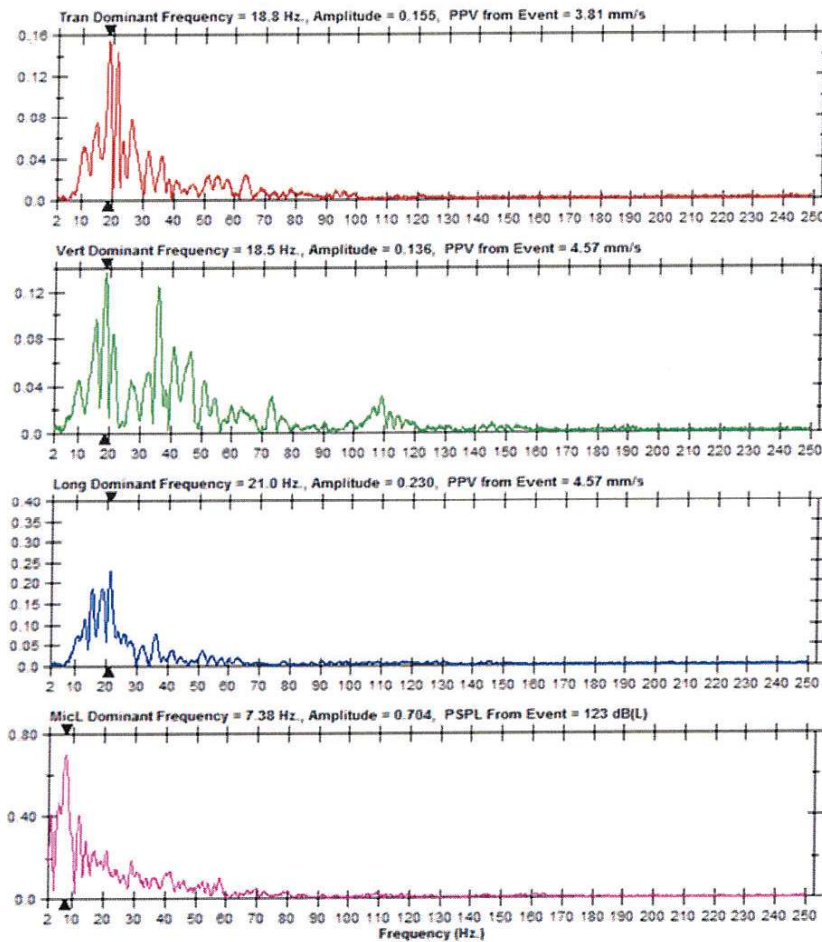 Tran Dominant Frequency = 18.8 Hz., Amplitude = 0.155, PPV from Event = 3.81 mm/s
0.16
0.12
0.08
0.04
0.0
2 10 20 30 40 50 60 70 80 90 100 110 120 130 140 150 160 170 180 190 200 210 220 230 240 250
Vert Dominant Frequency = 18.5 Hz., Amplitude = 0.136, PPV from Event = 4.57 mm/s
0.12
0.08
0.04
0.0
2 10 20 30 40 50 60 70 80 90 100 110 120 130 140 150 160 170 180 190 200 210 220 230 240 250
Long Dominant Frequency = 21.0 Hz., Amplitude = 0.230, PPV from Event = 4.57 mm/s
0.40
0.35
0.30
0.25
0.20
0.15
0.10
0.05
0.0
2 10 20 30 40 50 60 70 80 90 100 110 120 130 140 150 160 170 180 190 200 210 220 230 240 250
MicL Dominant Frequency = 7.38 Hz., Amplitude = 0.704, PSPL From Event = 123 dB(L)
0.80
0.40
0.0
2 10 20 30 40 50 60 70 80 90 100 110 120 130 140 150 160 170 180 190 200 210 220 230 240 250
Frequency (Hz.)